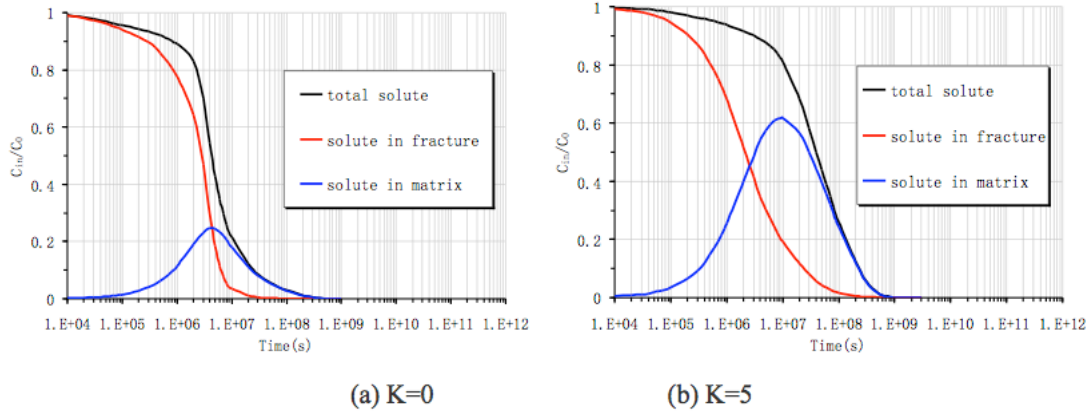 1
0.8
0.6
0.4
0.2
0
C_in/C_0
total solute
solute in fracture
solute in matrix
1.E+04 1.E+05 1.E+06 1.E+07 1.E+08 1.E+09 1.E+10 1.E+11 1.E+12
Time(s)
(a) K=0
1
0.8
0.6
0.4
0.2
0
C_in/C_0
total solute
solute in fracture
solute in matrix
1.E+04 1.E+05 1.E+06 1.E+07 1.E+08 1.E+09 1.E+10 1.E+11 1.E+12
Time(s)
(b) K=5